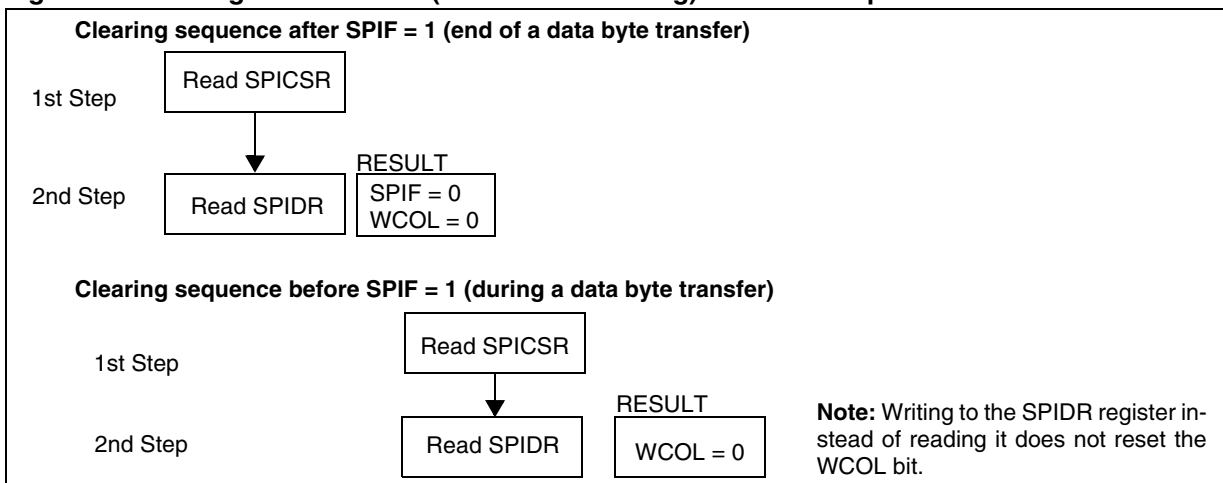 Clearing sequence after SPIF = 1 (end of a data byte transfer)
1st Step
Read SPICSR
2nd Step
Read SPIDR
RESULT
SPIF = 0
WCOL = 0
Clearing sequence before SPIF = 1 (during a data byte transfer)
1st Step
Read SPICSR
2nd Step
Read SPIDR
RESULT
WCOL = 0
Note: Writing to the SPIDR register in-
stead of reading it does not reset the
WCOL bit.